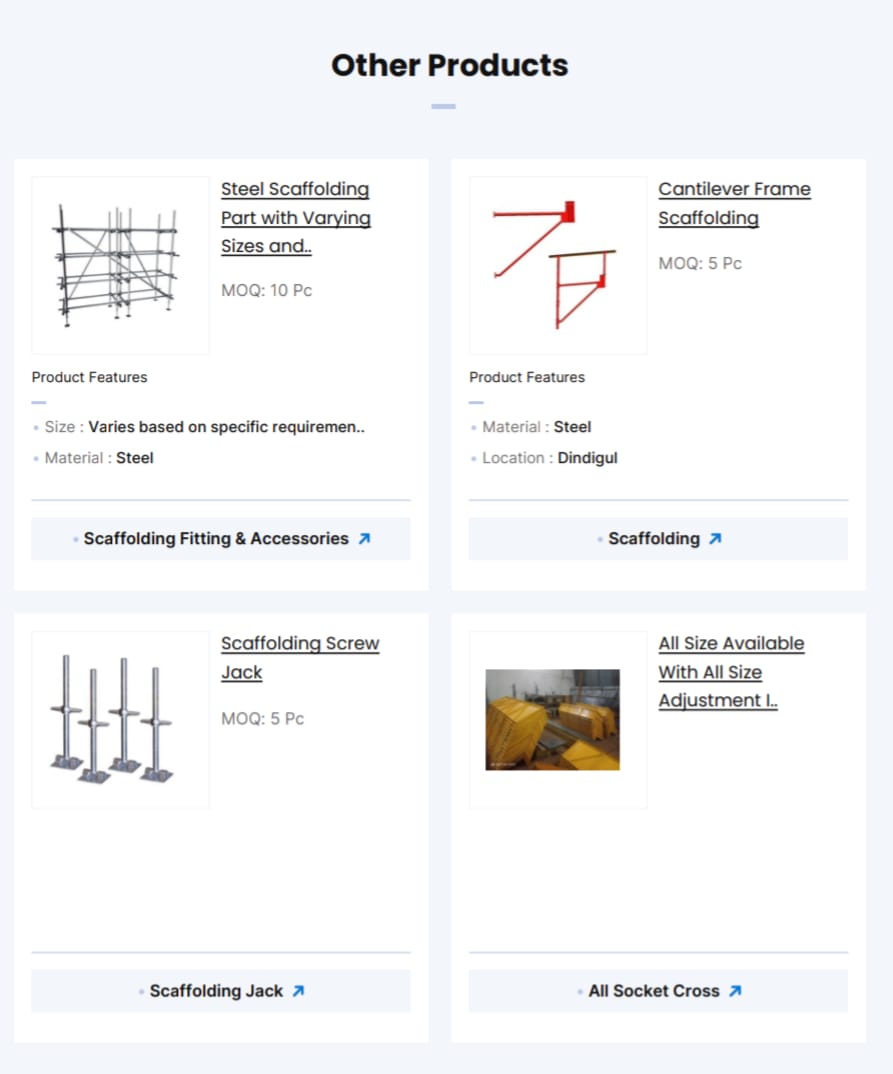 Other Products
Steel Scaffolding
Part with Varying
Sizes and..
MOQ: 10 Pc
Product Features
Size : Varies based on specific requiremen..
Material : Steel
Scaffolding Fitting & Accessories
Cantilever Frame
Scaffolding
MOQ: 5 Pc
Product Features
Material : Steel
Location : Dindigul
Scaffolding
Scaffolding Screw
Jack
MOQ: 5 Pc
Scaffolding Jack
All Size Available
With All Size
Adjustment I..
All Socket Cross